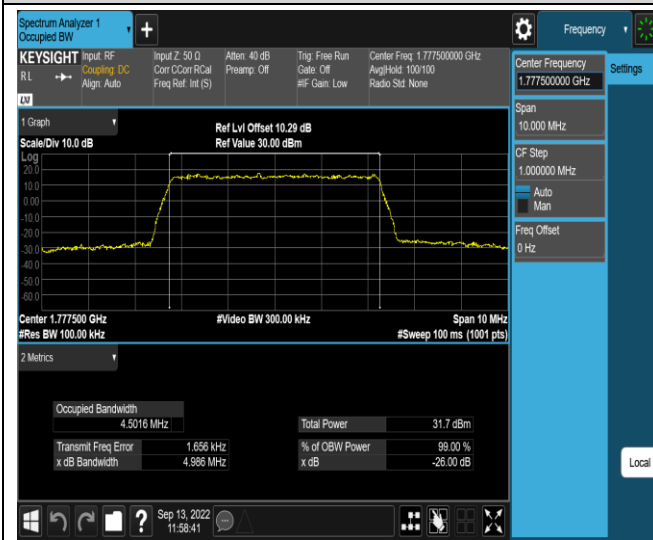 Spectrum Analyzer 1
Occupied BW
+
Frequency
KEYSIGHT
RL
LXI
Input: RF
Coupling: DC
Align: Auto
Input Z: 50 Ω
Corr CCorr RCal
Freq Ref: Int (S)
Atten: 40 dB
Preamp: Off
Trig: Free Run
Gate: Off
#IF Gain: Low
Center Freq: 1.777500000 GHz
Avg|Hold: 100/100
Radio Std: None
Center Frequency
1.777500000 GHz
Settings
Span
10.000 MHz
CF Step
1.000000 MHz
Auto
Man
Freq Offset
0 Hz
1 Graph
Scale/Div 10.0 dB
Ref Lvl Offset 10.29 dB
Ref Value 30.00 dBm
Log
20.0
10.0
0.00
-10.0
-20.0
-30.0
-40.0
-50.0
-60.0
Center 1.777500 GHz
#Video BW 300.00 kHz
Span 10 MHz
#Res BW 100.00 kHz
#Sweep 100 ms (1001 pts)
2 Metrics
Occupied Bandwidth
4.5016 MHz
Total Power 31.7 dBm
Transmit Freq Error 1.656 kHz
% of OBW Power 99.00 %
x dB Bandwidth 4.986 MHz
x dB -26.00 dB
Local
?
Sep 13, 2022
11:58:41